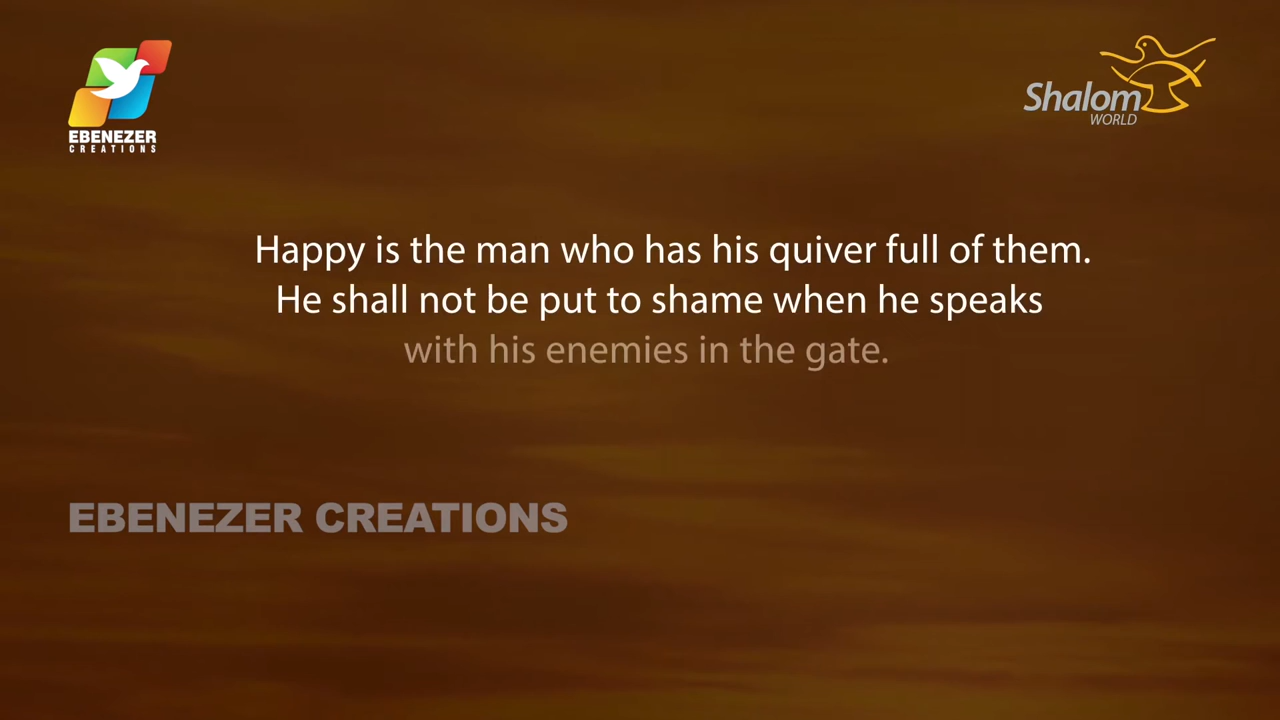 EBENEZER
CREATIONS
Shalom
WORLD
Happy is the man who has his quiver full of them.
He shall not be put to shame when he speaks
with his enemies in the gate.
EBENEZER CREATIONS